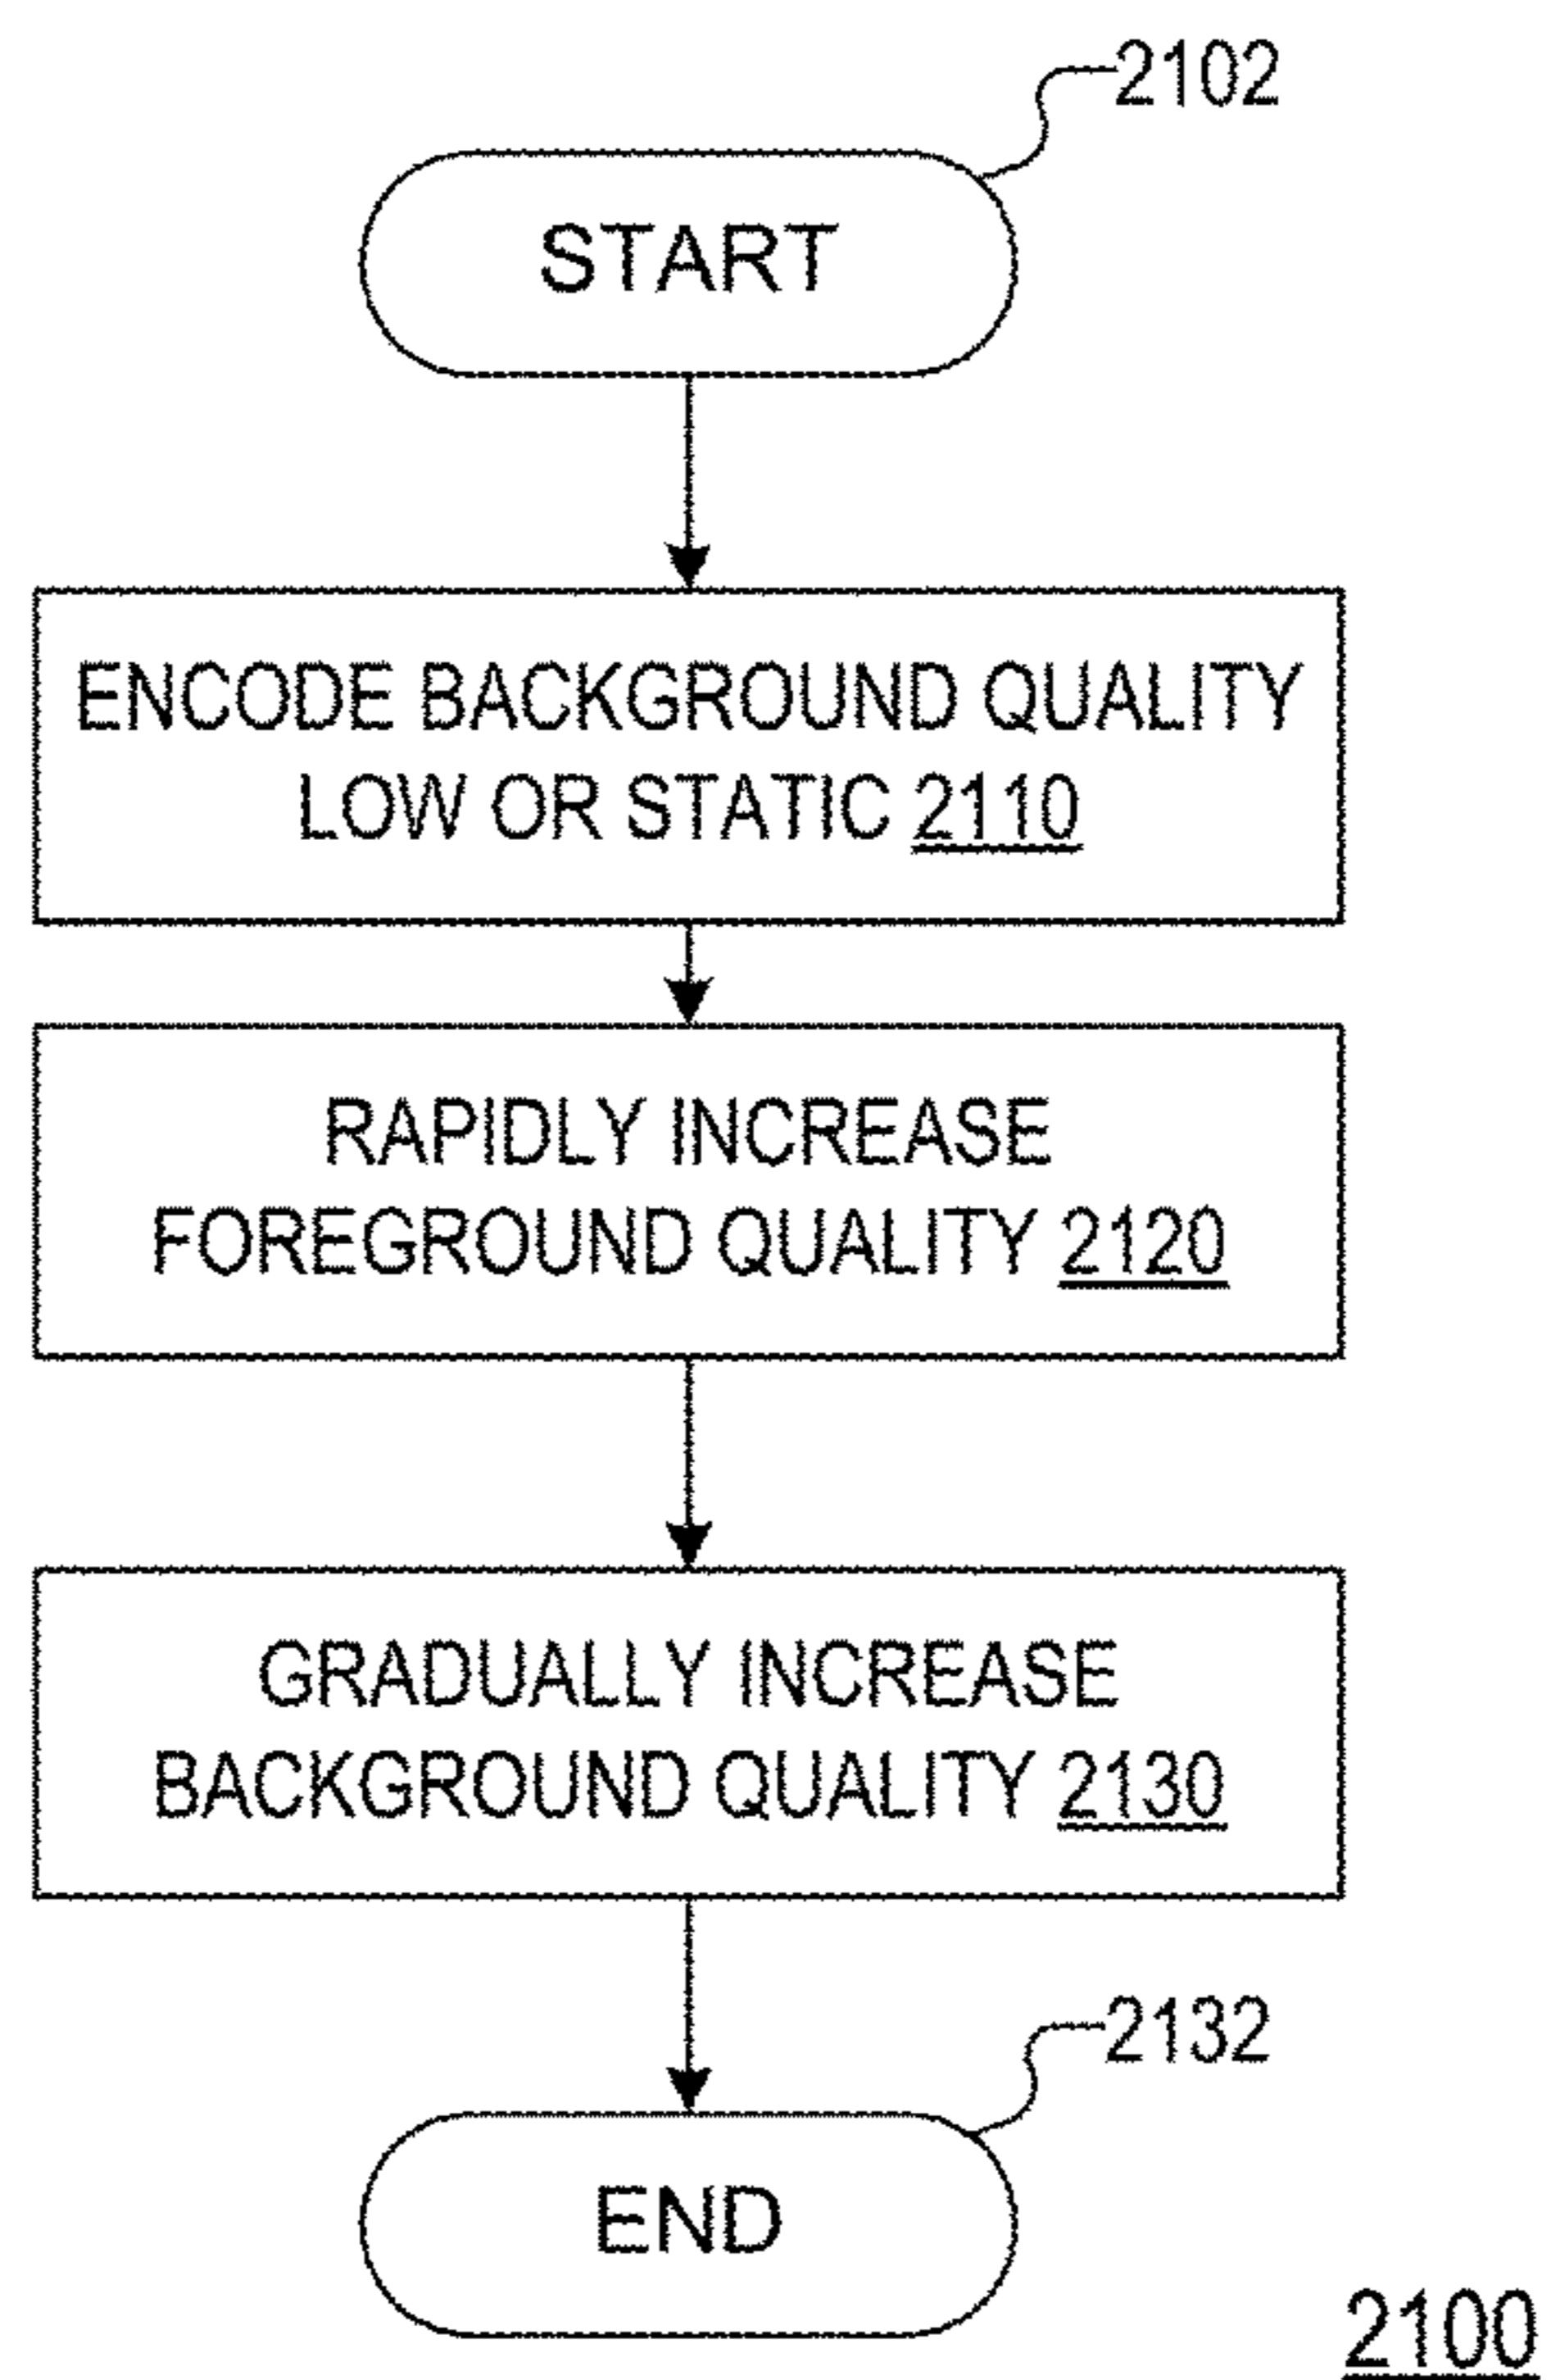 2102
START
ENCODE BACKGROUND QUALITY
LOW OR STATIC 2110
RAPIDLY INCREASE
FOREGROUND QUALITY 2120
GRADUALLY INCREASE
BACKGROUND QUALITY 2130
2132
END
2100